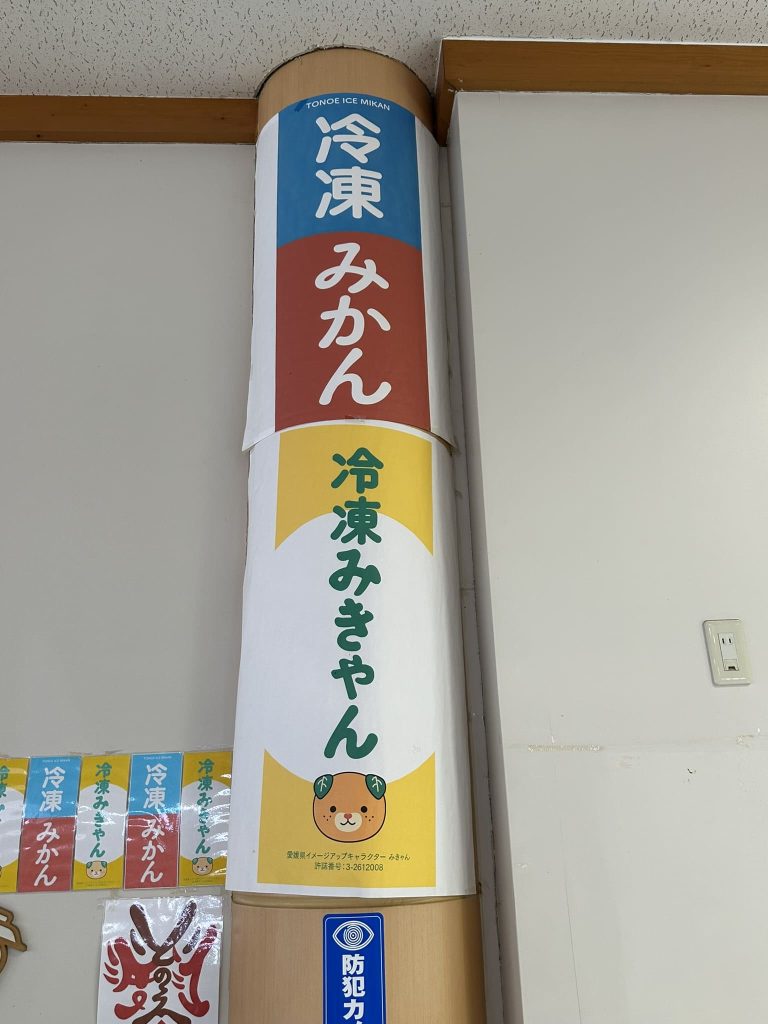 TONOE ICE MIKAN
冷凍
みかん
冷凍みきゃん
愛媛県イメージアップキャラクター みきゃん
許諾番号:3-2612008
冷凍
みかん
冷凍みきゃん
冷凍
みかん
冷凍みきゃん
防犯カ